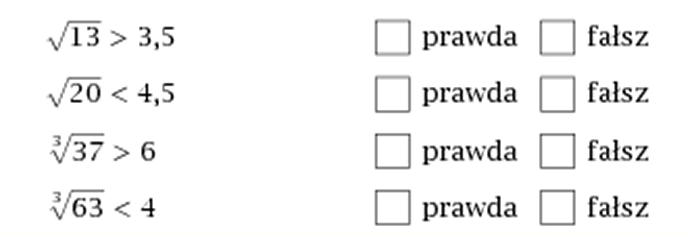 √13 > 3,5 ☐ prawda ☐ fałsz
√20 < 4,5 ☐ prawda ☐ fałsz
∛37 > 6 ☐ prawda ☐ fałsz
∛63 < 4 ☐ prawda ☐ fałsz